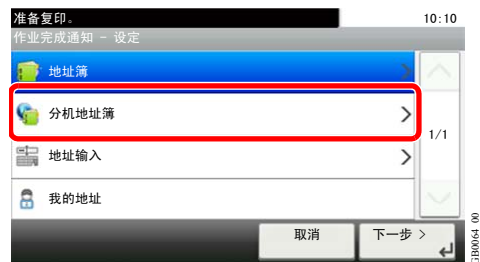 准备复印。 10:10
作业完成通知 - 设定
地址簿
分机地址簿
1/1
地址输入
我的地址
取消 下一步 >
GB0064_00